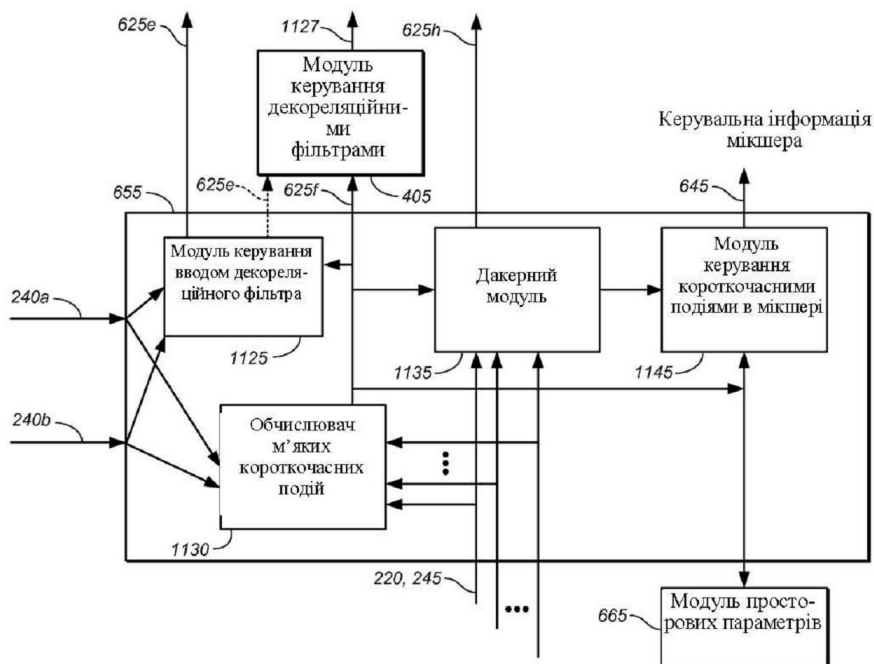 625e
1127
625h
Модуль
керування
декореляційни-
ми
фільтрами
Керувальна інформація
мікшера
655
625e
625f
405
645
Модуль керування
вводом декореля-
ційного фільтра
Дакерний
модуль
Модуль
керування
короткочасними
подіями в мікшері
240a
1125
1135
1145
240b
Обчислювач
м’яких
короткочасних
подій
1130
220, 245
665
Модуль просто-
рових параметрів